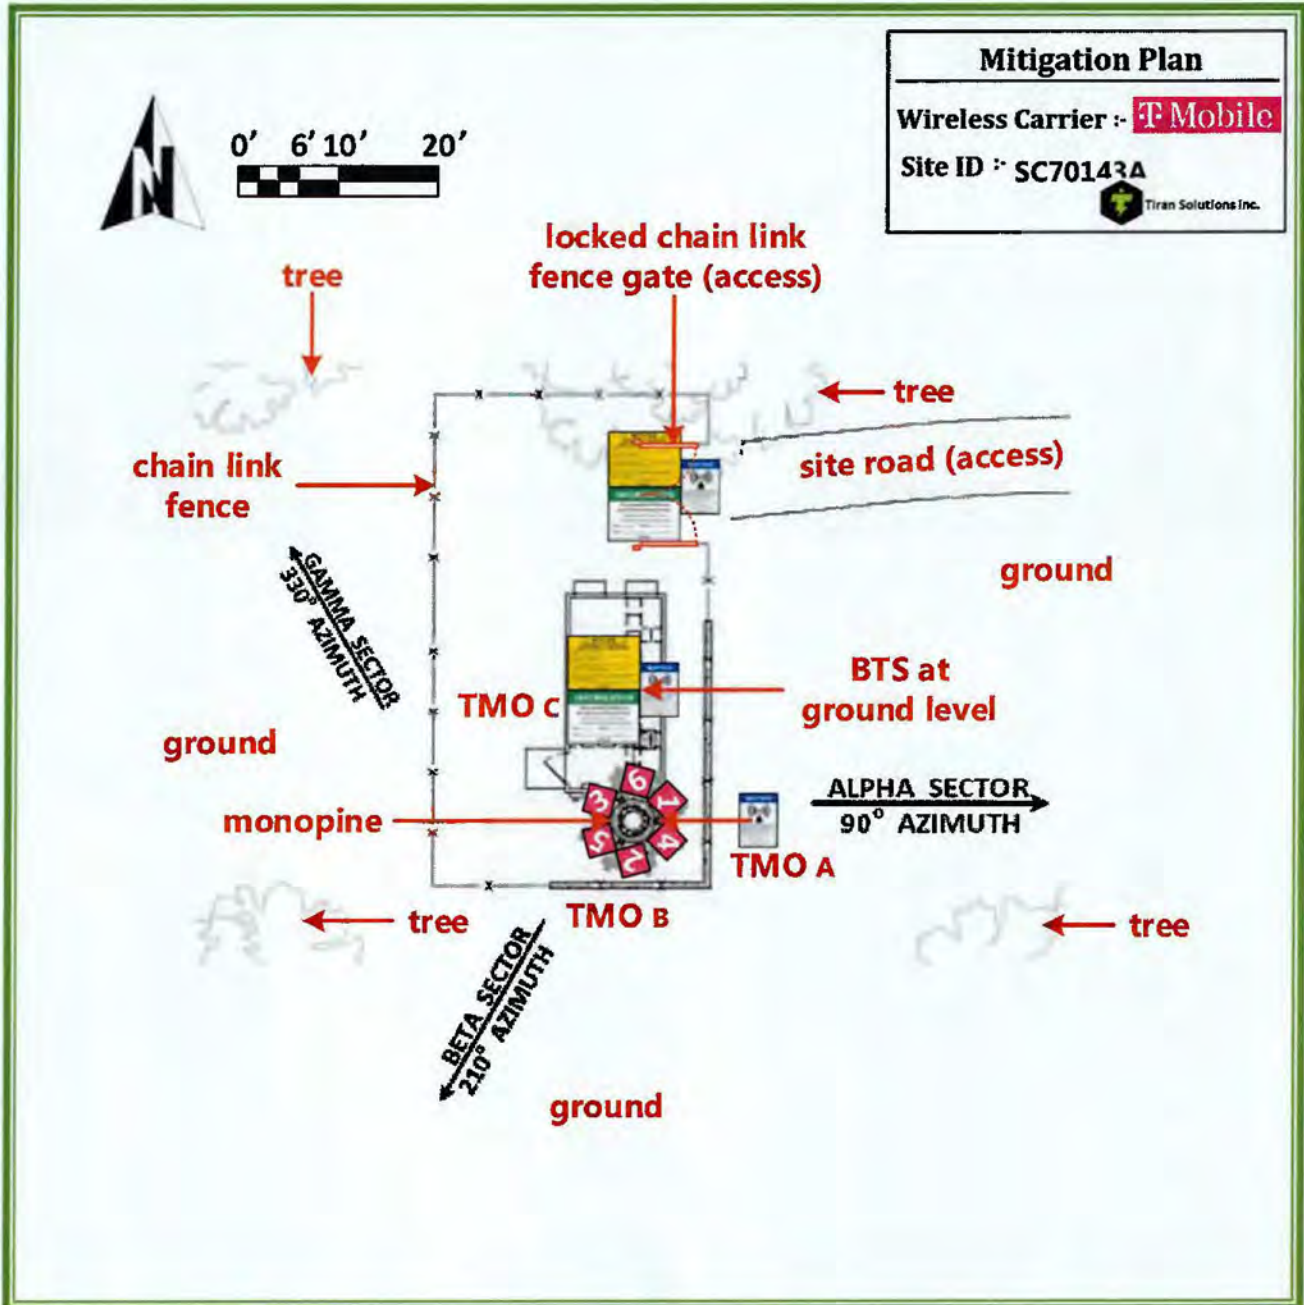 Mitigation Plan
Wireless Carrier :- T Mobile
Site ID :- SC70143A
Tiran Solutions Inc.
N
0' 6' 10' 20'
locked chain link
fence gate (access)
tree
tree
chain link
fence
site road (access)
ground
GAMMA SECTOR
330° AZIMUTH
BTS at
ground level
TMO C
ground
ALPHA SECTOR
90° AZIMUTH
monopine
6
3
1
5
4
2
TMO A
TMO B
tree
tree
BETA SECTOR
210° AZIMUTH
ground